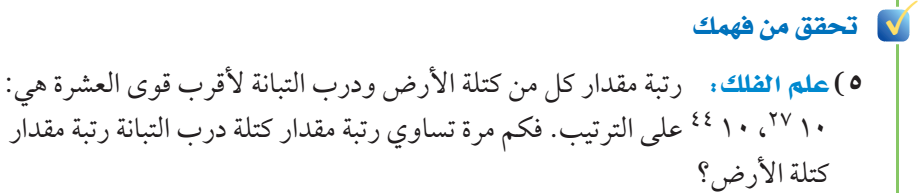 تحقق من فهمك
٥) علم الفلك: رتبة مقدار كل من كتلة الأرض ودرب التبانة لأقرب قوى العشرة هي:
١٠^٢٧، ١٠^٤٤ على الترتيب. فكم مرة تساوي رتبة مقدار كتلة درب التبانة رتبة مقدار
كتلة الأرض؟